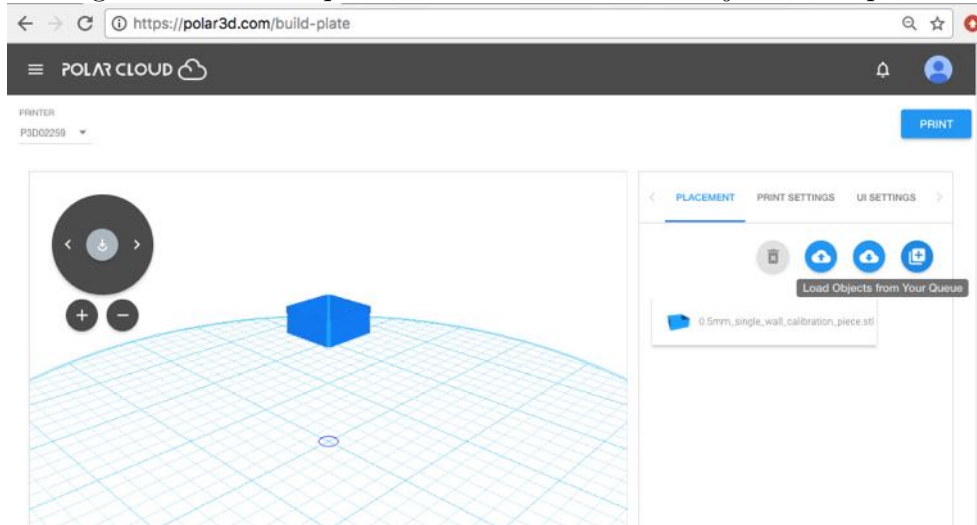 https://polar3d.com/build-plate
POLAR CLOUD
PRINTER
P3D02259
PRINT
PLACEMENT PRINT SETTINGS UI SETTINGS
Load Objects from Your Queue
0.5mm_single_wall_calibration_piece.stl